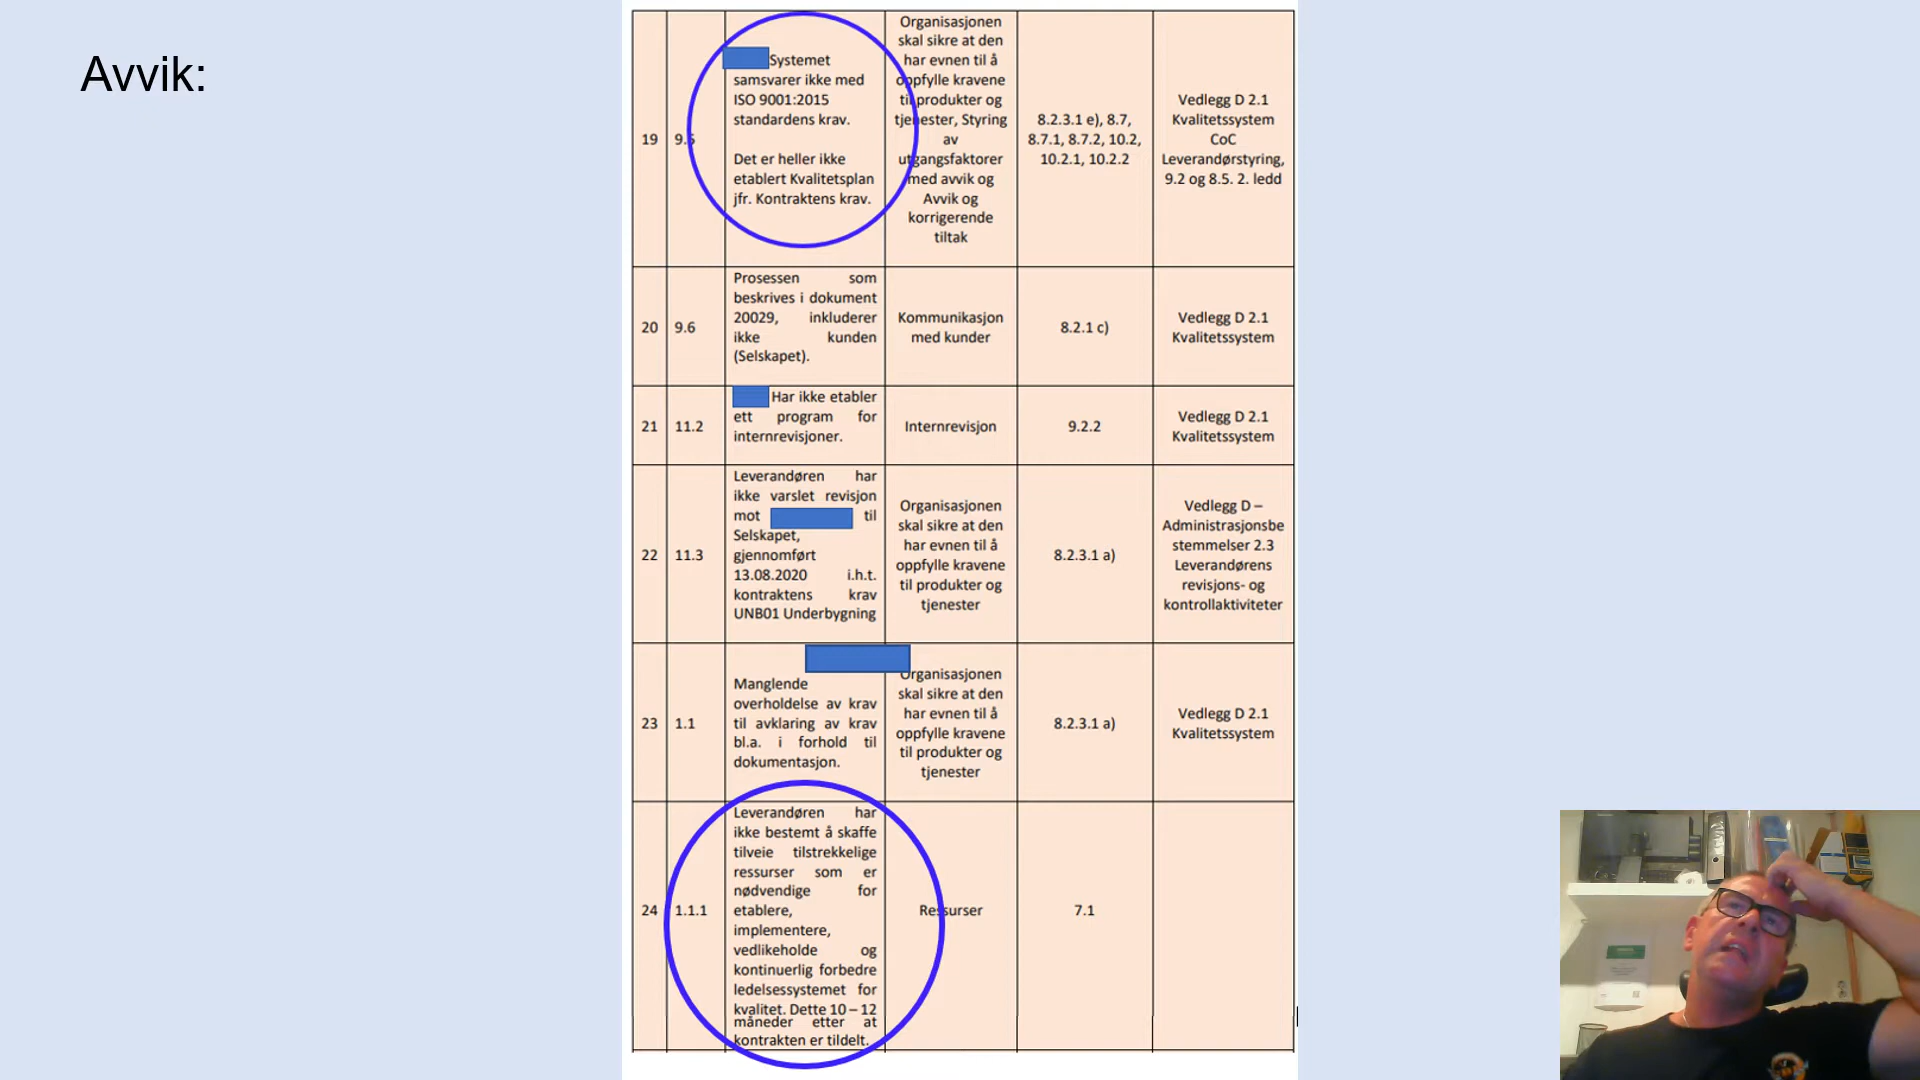 Avvik:
19
9.5
Systemet
samsvarer ikke med
ISO 9001:2015
standardens krav.
Det er heller ikke
etablert Kvalitetsplan
jfr. Kontraktens krav.
Organisasjonen
skal sikre at den
har evnen til å
oppfylle kravene
til produkter og
tjenester, Styring
av
utgangsfaktorer
med avvik og
Avvik og
korrigerende
tiltak
8.2.3.1 e), 8.7,
8.7.1, 8.7.2, 10.2,
10.2.1, 10.2.2
Vedlegg D 2.1
Kvalitetssystem
CoC
Leverandørstyring,
9.2 og 8.5. 2. ledd
20
9.6
Prosessen som
beskrives i dokument
20029, inkluderer
ikke kunden
(Selskapet).
Kommunikasjon
med kunder
8.2.1 c)
Vedlegg D 2.1
Kvalitetssystem
21
11.2
Har ikke etabler
ett program for
internrevisjoner.
Internrevisjon
9.2.2
Vedlegg D 2.1
Kvalitetssystem
22
11.3
Leverandøren har
ikke varslet revisjon
mot til
Selskapet,
gjennomført
13.08.2020 i.h.t.
kontraktens krav
UNB01 Underbygning
Organisasjonen
skal sikre at den
har evnen til å
oppfylle kravene
til produkter og
tjenester
8.2.3.1 a)
Vedlegg D –
Administrasjonsbe
stemmelser 2.3
Leverandørens
revisjons- og
kontrollaktiviteter
23
1.1
Manglende
overholdelse av krav
til avklaring av krav
bl.a. i forhold til
dokumentasjon.
Organisasjonen
skal sikre at den
har evnen til å
oppfylle kravene
til produkter og
tjenester
8.2.3.1 a)
Vedlegg D 2.1
Kvalitetssystem
24
1.1.1
Leverandøren har
ikke bestemt å skaffe
tilveie tilstrekkelige
ressurser som er
nødvendige for
etablere,
implementere,
vedlikeholde og
kontinuerlig forbedre
ledelsessystemet for
kvalitet. Dette 10 – 12
måneder etter at
kontrakten er tildelt.
Ressurser
7.1